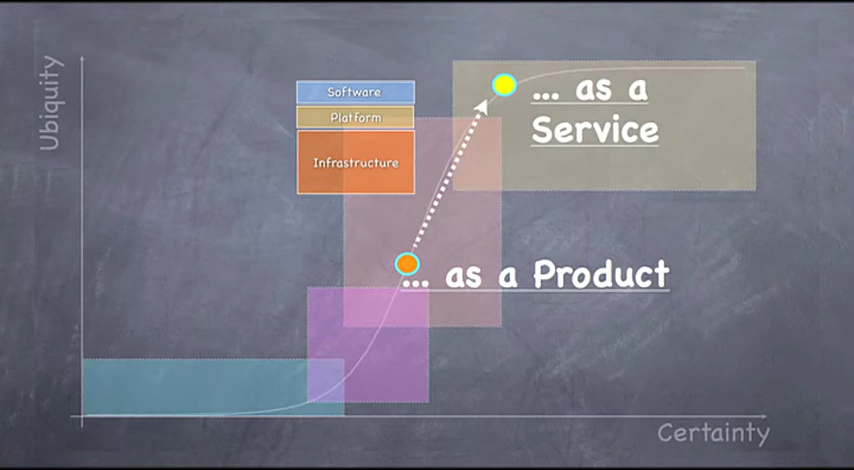 Ubiquity
Software
Platform
Infrastructure
... as a
Service
... as a Product
Certainty